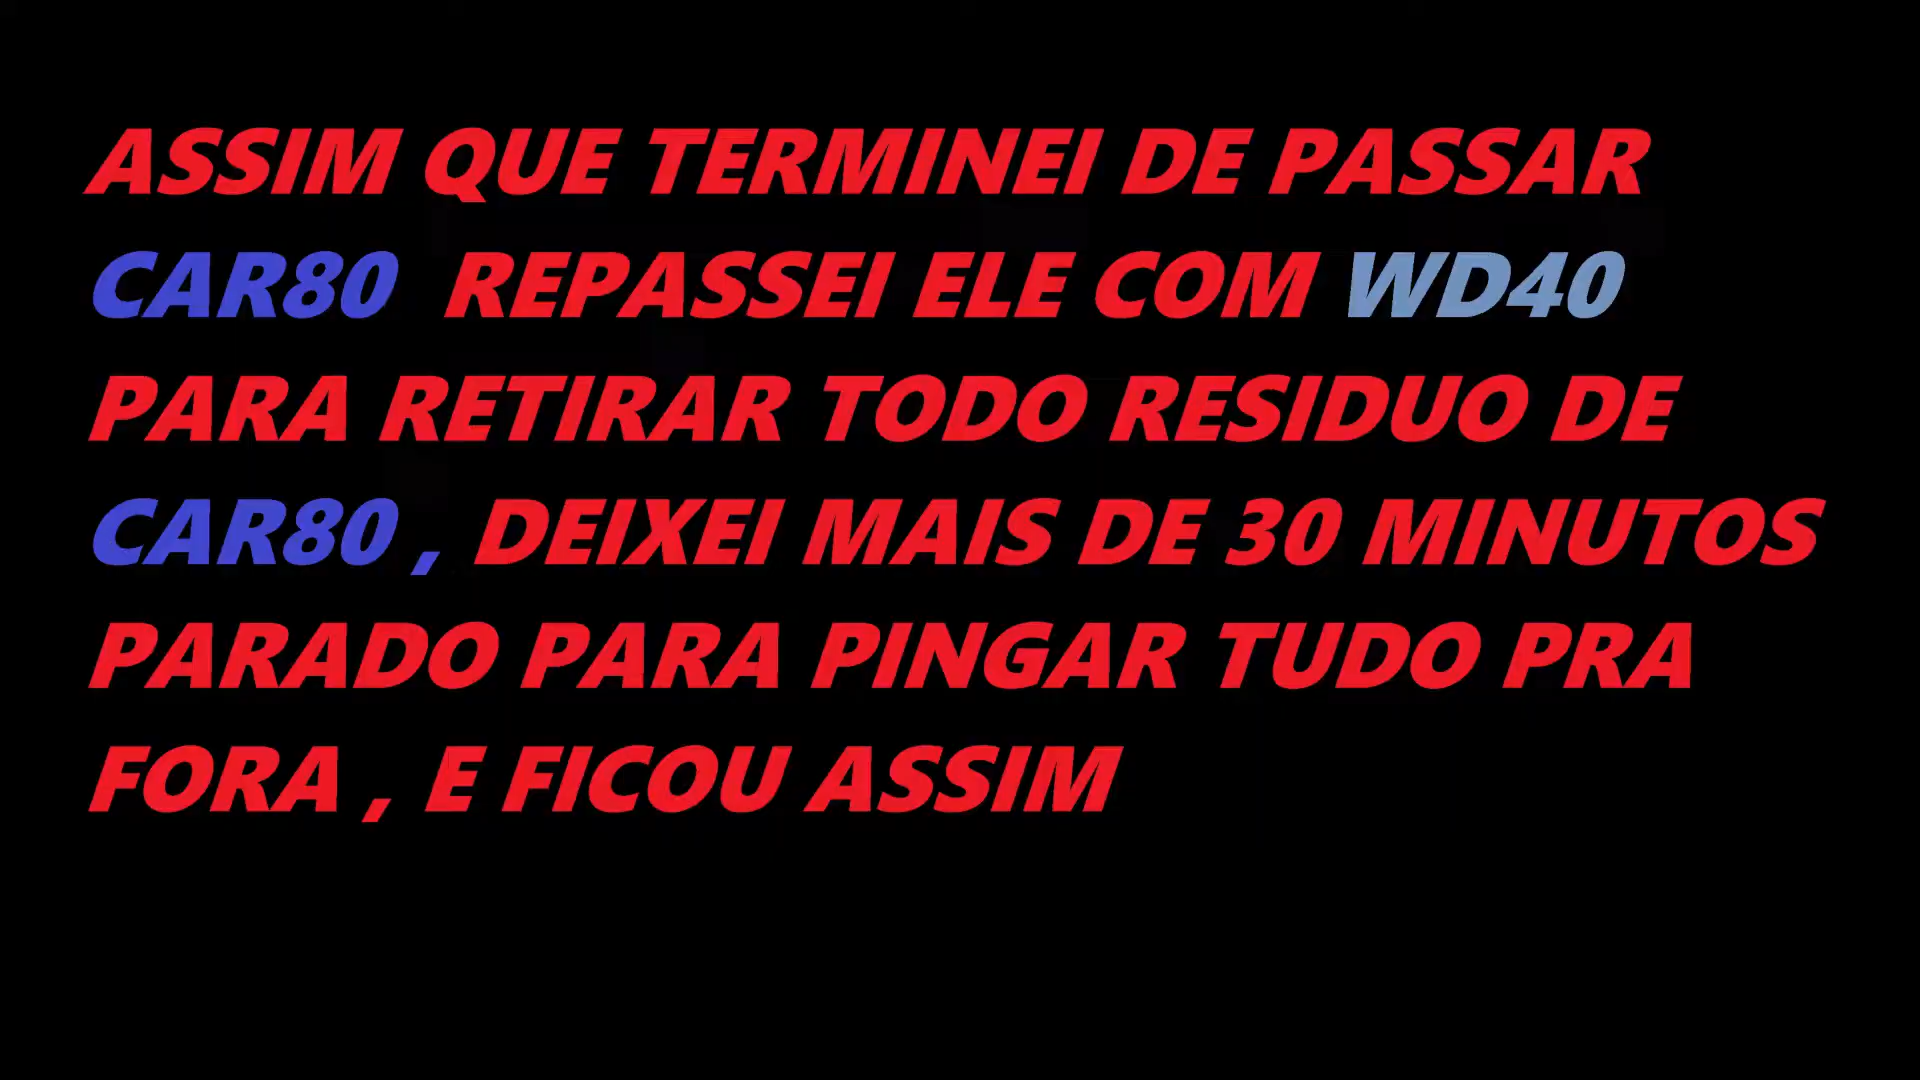 ASSIM QUE TERMINEI DE PASSAR
CAR80 REPASSEI ELE COM WD40
PARA RETIRAR TODO RESIDUO DE
CAR80 , DEIXEI MAIS DE 30 MINUTOS
PARADO PARA PINGAR TUDO PRA
FORA , E FICOU ASSIM